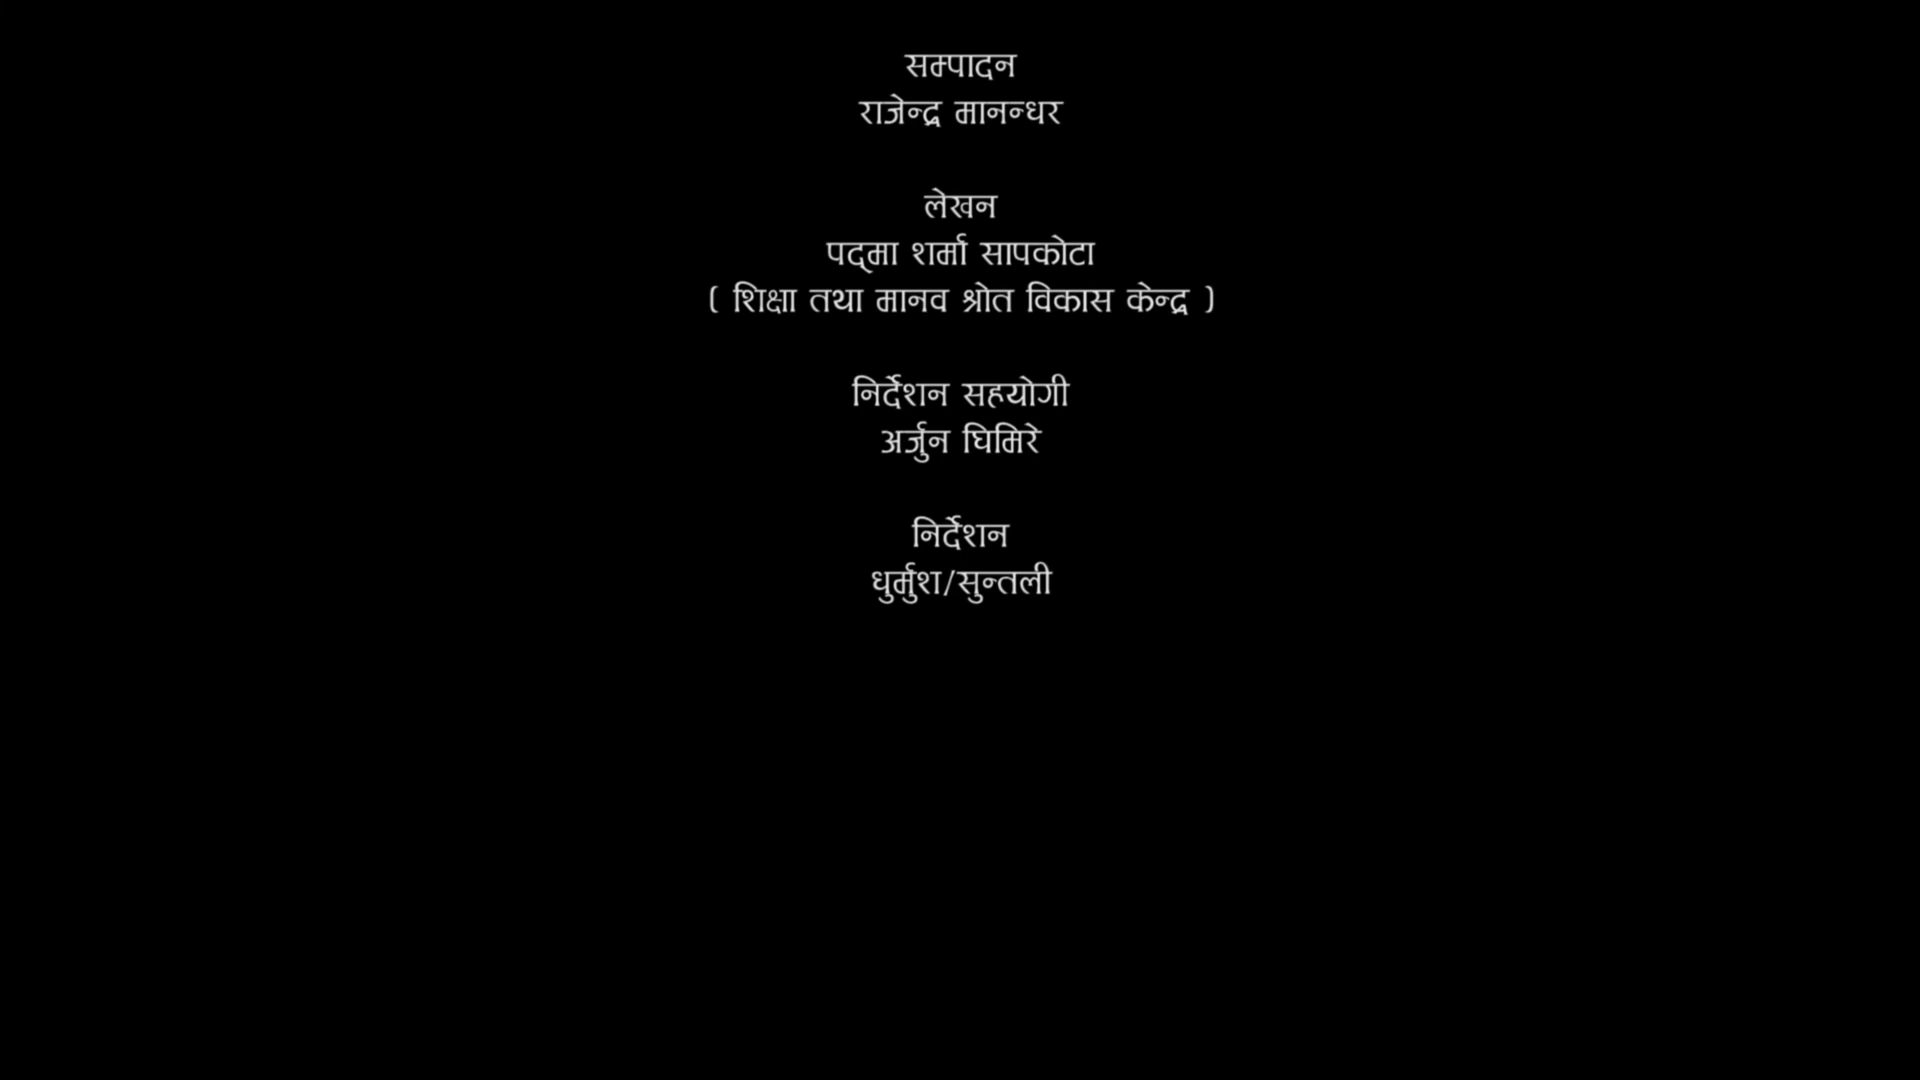 सम्पादन
राजेन्द्र मानन्धर
लेखन
पद्‌मा शर्मा सापकोटा
( शिक्षा तथा मानव श्रोत विकास केन्द्र )
निर्देशन सहयोगी
अर्जुन घिमिरे
निर्देशन
धुर्मुश/सुन्तली